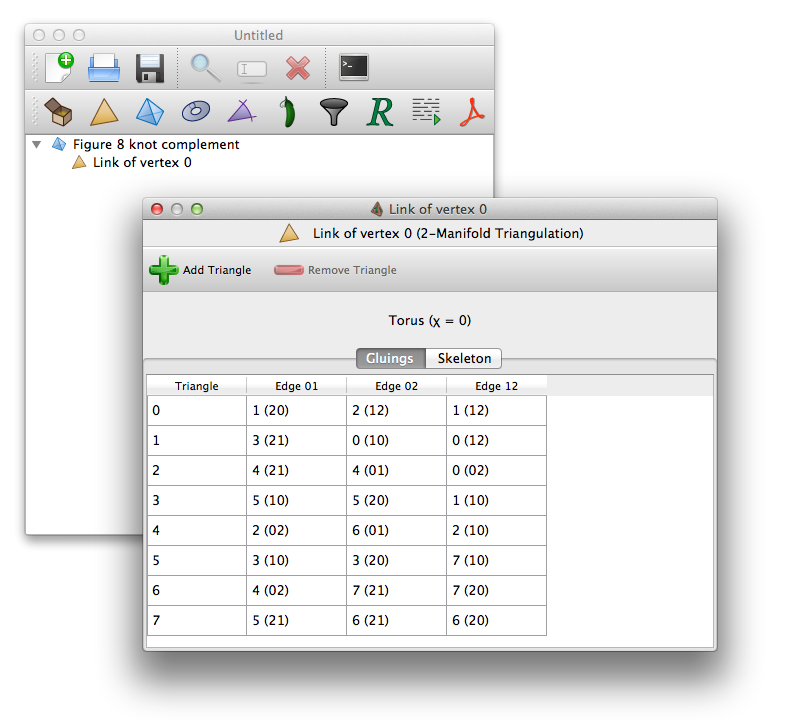 Untitled
Figure 8 knot complement
Link of vertex 0
Link of vertex 0
Link of vertex 0 (2-Manifold Triangulation)
Add Triangle Remove Triangle
Torus (χ = 0)
Gluings Skeleton
Triangle Edge 01 Edge 02 Edge 12
0 1 (20) 2 (12) 1 (12)
1 3 (21) 0 (10) 0 (12)
2 4 (21) 4 (01) 0 (02)
3 5 (10) 5 (20) 1 (10)
4 2 (02) 6 (01) 2 (10)
5 3 (10) 3 (20) 7 (10)
6 4 (02) 7 (21) 7 (20)
7 5 (21) 6 (21) 6 (20)